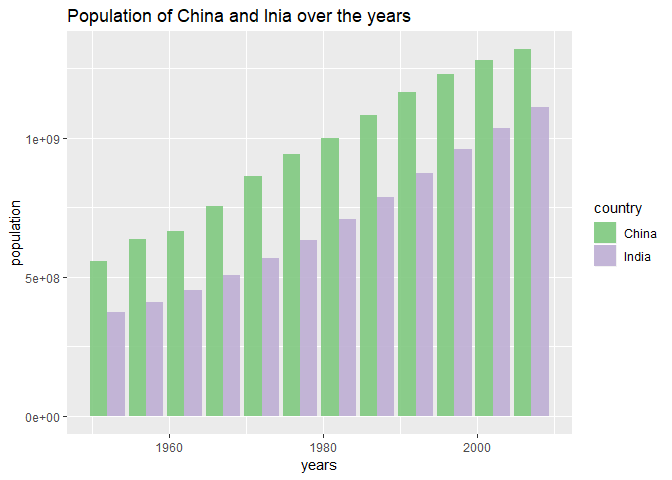 Population of China and Inia over the years
population
1e+09
5e+08
0e+00
1960
1980
2000
years
country
China
India